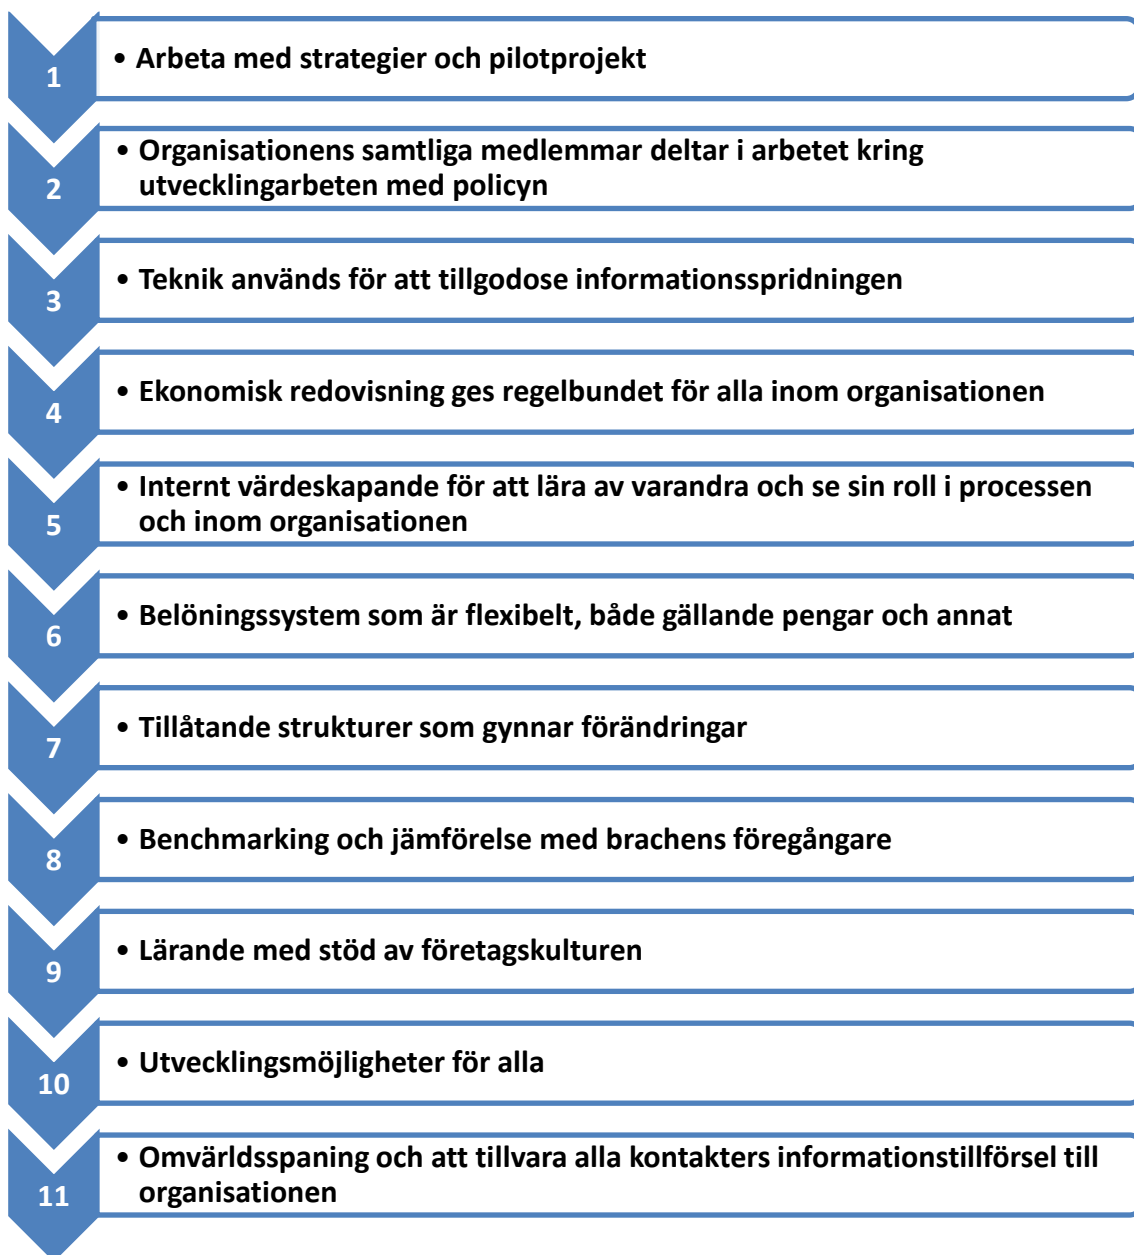 1
• Arbeta med strategier och pilotprojekt
2
• Organisationens samtliga medlemmar deltar i arbetet kring
utvecklingarbeten med policyn
3
• Teknik används för att tillgodose informationsspridningen
4
• Ekonomisk redovisning ges regelbundet för alla inom organisationen
5
• Internt värdeskapande för att lära av varandra och se sin roll i processen
och inom organisationen
6
• Belöningssystem som är flexibelt, både gällande pengar och annat
7
• Tillåtande strukturer som gynnar förändringar
8
• Benchmarking och jämförelse med brachens föregångare
9
• Lärande med stöd av företagskulturen
10
• Utvecklingsmöjligheter för alla
11
• Omvärldsspaning och att tillvara alla kontakters informationstillförsel till
organisationen